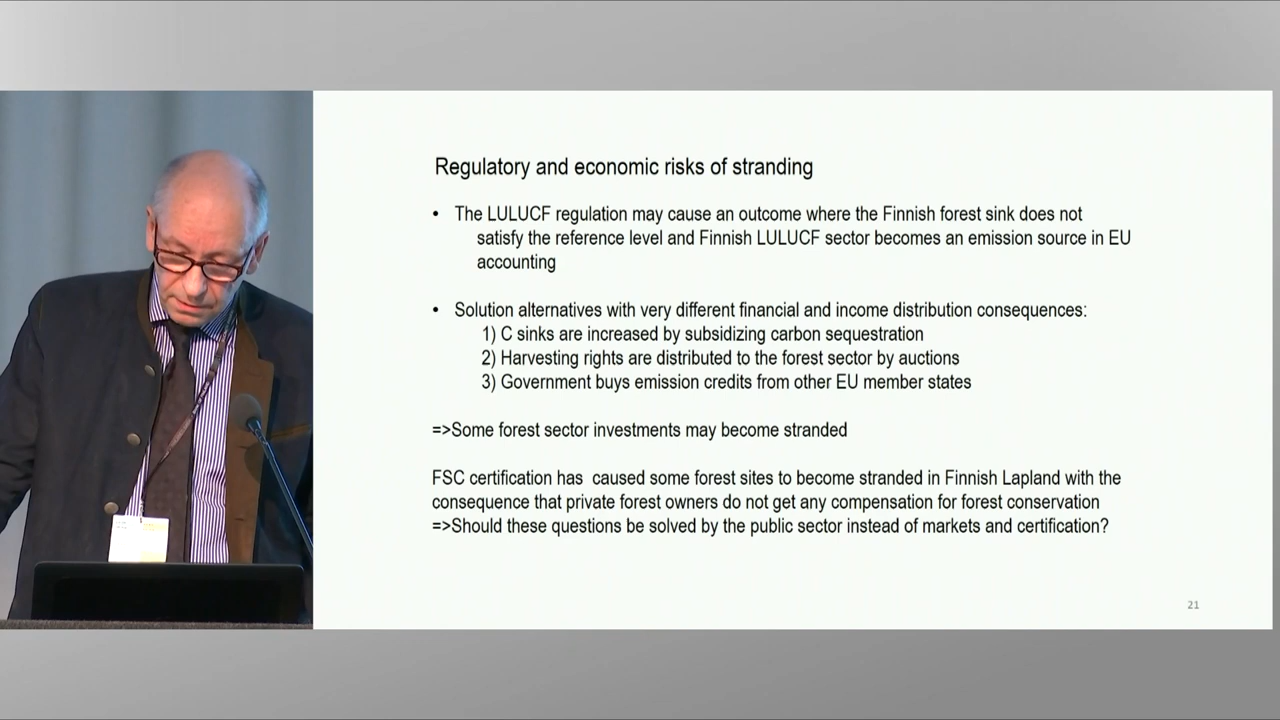 Regulatory and economic risks of stranding
• The LULUCF regulation may cause an outcome where the Finnish forest sink does not
satisfy the reference level and Finnish LULUCF sector becomes an emission source in EU
accounting
• Solution alternatives with very different financial and income distribution consequences:
1) C sinks are increased by subsidizing carbon sequestration
2) Harvesting rights are distributed to the forest sector by auctions
3) Government buys emission credits from other EU member states
=>Some forest sector investments may become stranded
FSC certification has  caused some forest sites to become stranded in Finnish Lapland with the
consequence that private forest owners do not get any compensation for forest conservation
=>Should these questions be solved by the public sector instead of markets and certification?
21